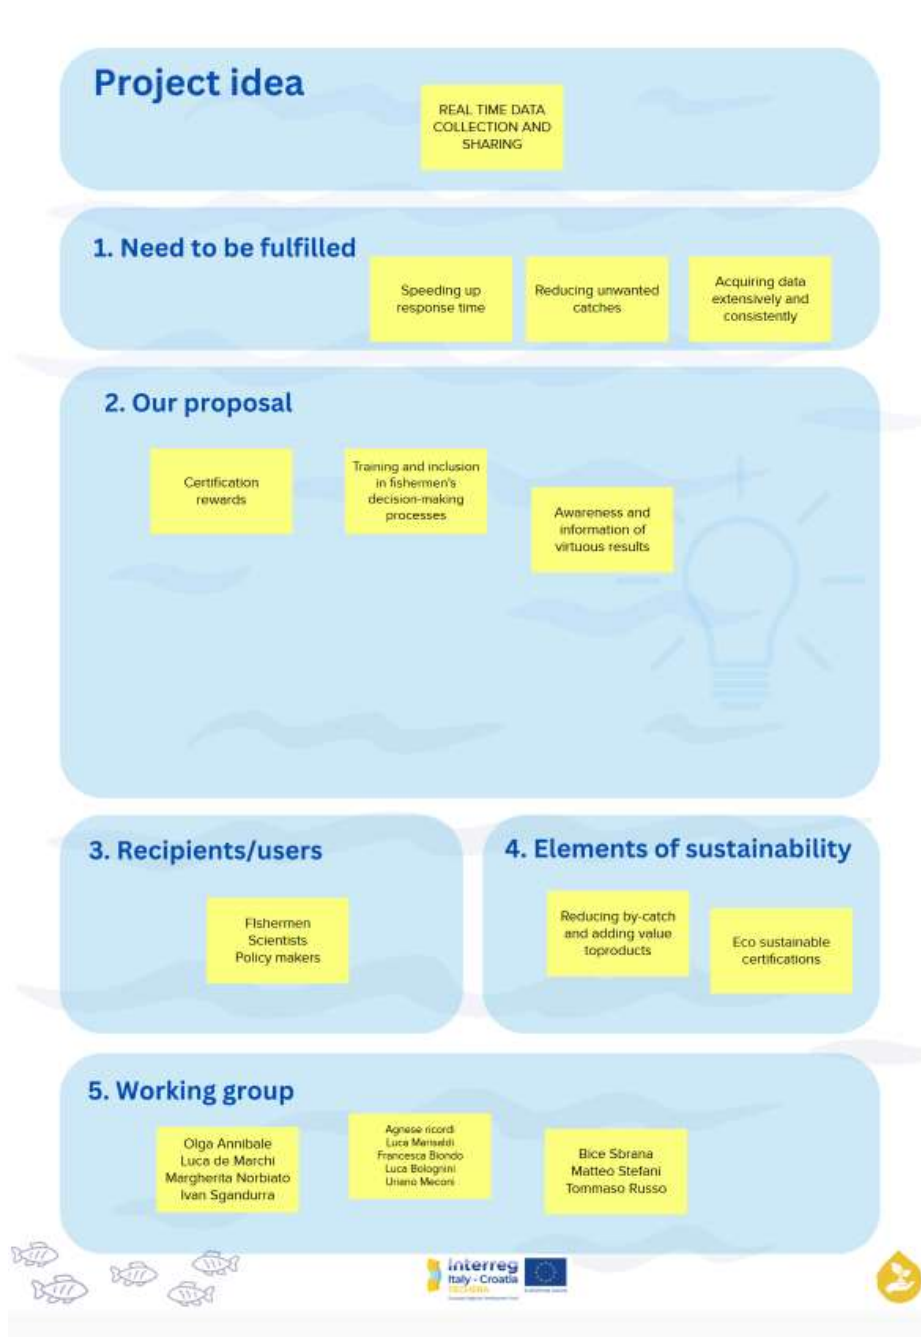 Project idea
REAL TIME DATA
COLLECTION AND
SHARING
1. Need to be fulfilled
Speeding up
response time
Reducing unwanted
catches
Acquiring data
extensively and
consistently
2. Our proposal
Certification
rewards
Training and inclusion
in fishermen's
decision-making
processes
Awareness and
information of
virtuous results
3. Recipients/users
FIshermen
Scientists
Policy makers
4. Elements of sustainability
Reducing by-catch
and adding value
toproducts
Eco sustainable
certifications
5. Working group
Olga Annibale
Luca de Marchi
Margherita Norbiato
Ivan Sgandurra
Agnese ricordi
Luca Marisaldi
Francesca Biondo
Luca Bolognini
Uriano Meconi
Bice Sbrana
Matteo Stefani
Tommaso Russo
Interreg
Italy - Croatia